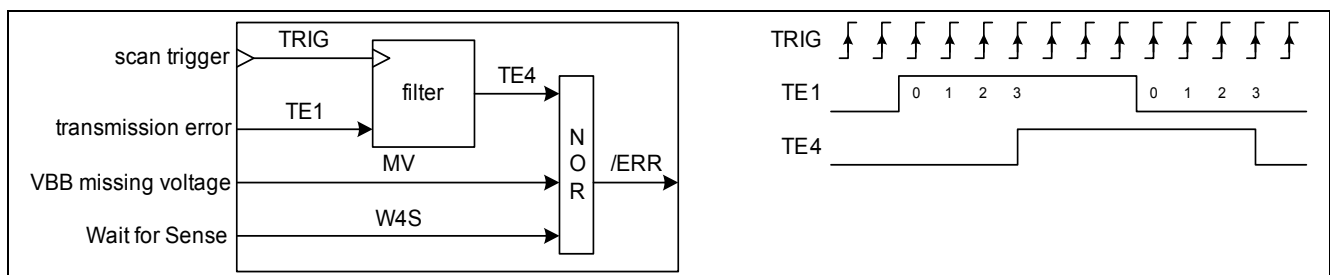 scan trigger
TRIG
filter
TE4
transmission error
TE1
VBB missing voltage
MV
Wait for Sense
W4S
N
O
R
/ERR
TRIG
TE1
0 1 2 3 0 1 2 3
TE4